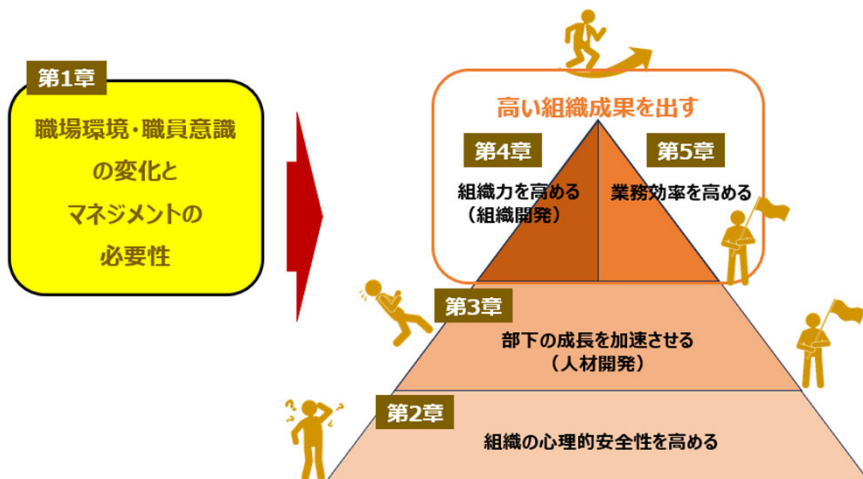 第1章
職場環境・職員意識
の変化と
マネジメントの
必要性
高い組織成果を出す
第4章
組織力を高める
（組織開発）
第5章
業務効率を高める
第3章
部下の成長を加速させる
（人材開発）
第2章
組織の心理的安全性を高める